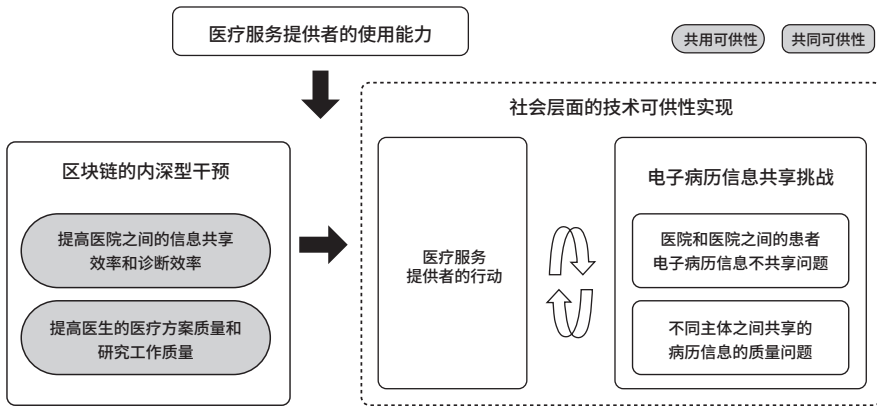 医疗服务提供者的使用能力
共用可供性
共同可供性
社会层面的技术可供性实现
区块链的内深型干预
提高医院之间的信息共享
效率和诊断效率
提高医生的医疗方案质量和
研究工作质量
医疗服务
提供者的行动
电子病历信息共享挑战
医院和医院之间的患者
电子病历信息不共享问题
不同主体之间共享的
病历信息的质量问题